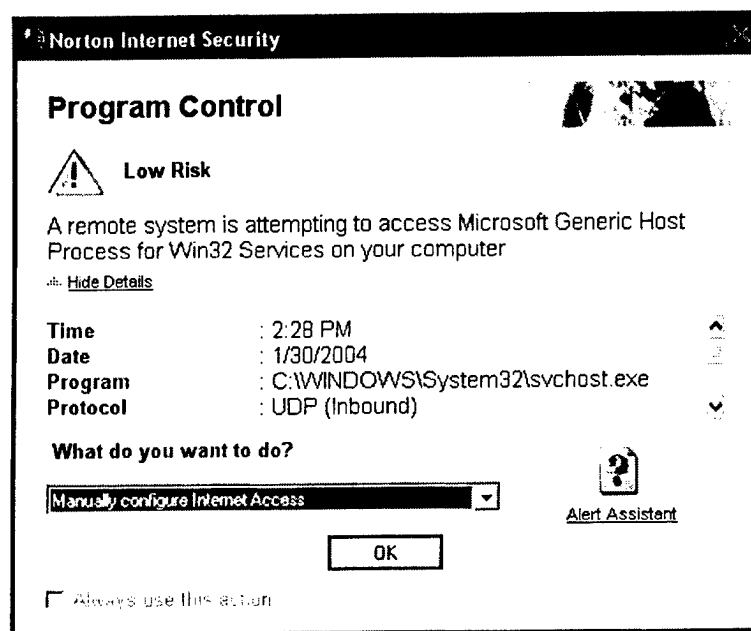 Norton Internet Security
Program Control
Low Risk
A remote system is attempting to access Microsoft Generic Host
Process for Win32 Services on your computer
Hide Details
Time : 2:28 PM
Date : 1/30/2004
Program : C:\WINDOWS\System32\svchost.exe
Protocol : UDP (Inbound)
What do you want to do?
Manually configure Internet Access
Alert Assistant
OK
Always use this action